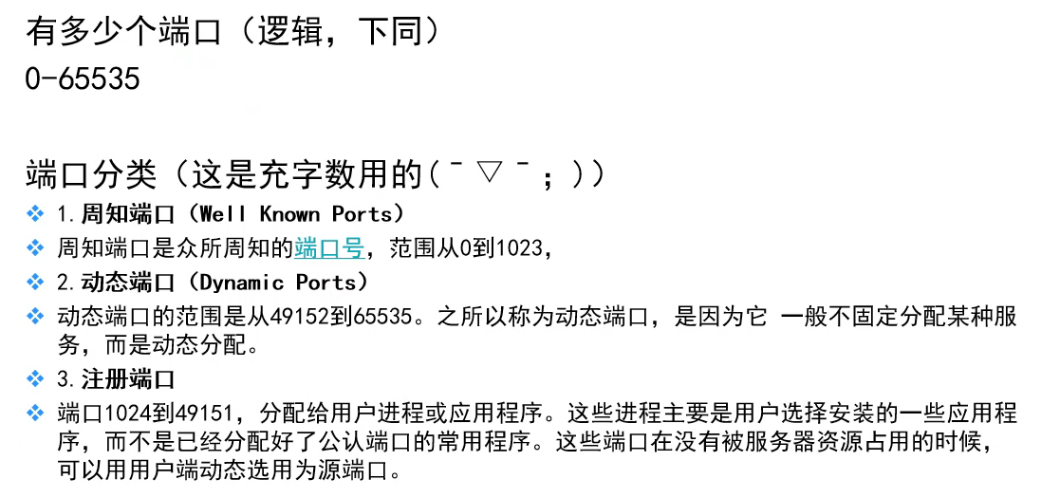 有多少个端口（逻辑，下同）
0-65535
端口分类（这是充字数用的(￣▽￣；)）
1.周知端口（Well Known Ports）
周知端口是众所周知的端口号，范围从0到1023，
2.动态端口（Dynamic Ports）
动态端口的范围是从49152到65535。之所以称为动态端口，是因为它 一般不固定分配某种服
务，而是动态分配。
3.注册端口
端口1024到49151，分配给用户进程或应用程序。这些进程主要是用户选择安装的一些应用程
序，而不是已经分配好了公认端口的常用程序。这些端口在没有被服务器资源占用的时候，
可以用用户端动态选用为源端口。